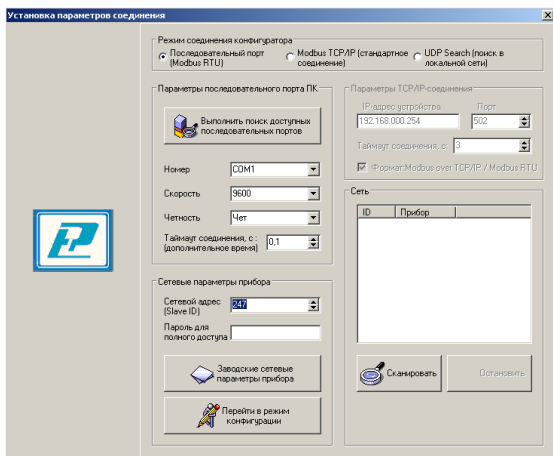 Установка параметров соединения
Режим соединения конфигуратора
Последовательный порт
(Modbus RTU)
Modbus TCP/IP (стандартное
соединение)
UDP Search (поиск в
локальной сети)
Параметры последовательного порта ПК
Выполнить поиск доступных
последовательных портов
Номер
COM1
Скорость
9600
Четность
Чет
Таймаут соединения, с :
(дополнительное время)
0,1
Параметры TCP/IP-соединения
IP-адрес устройства
Порт
192.168.000.254
502
Таймаут соединения, с:
3
Формат:Modbus over TCP/IP / Modbus RTU
Сетевые параметры прибора
Сетевой адрес
(Slave ID)
247
Пароль для
полного доступа
Заводские сетевые
параметры прибора
Перейти в режим
конфигурации
Сеть
ID
Прибор
Сканировать
Остановить